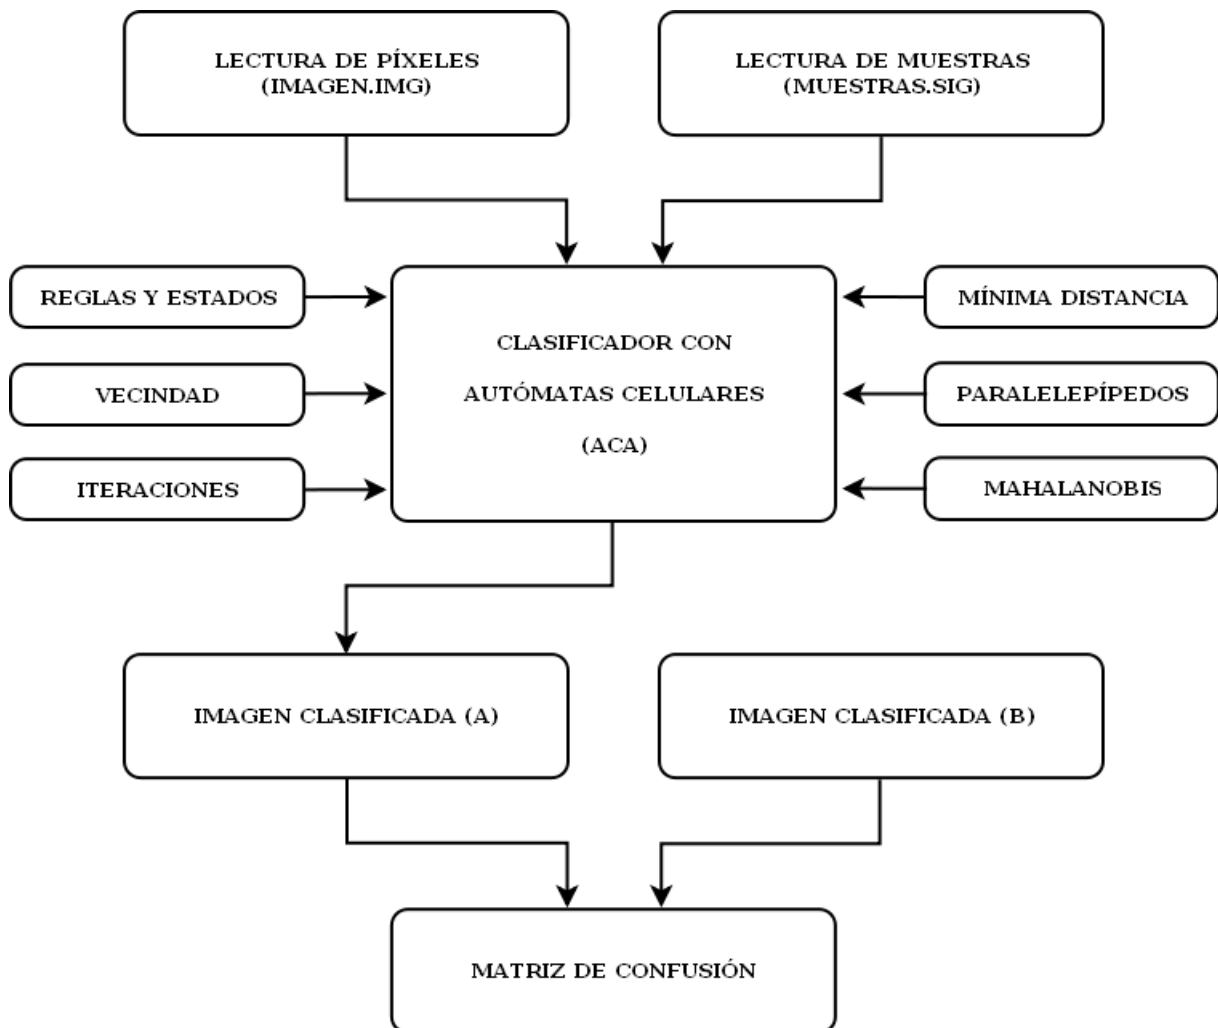 LECTURA DE PÍXELES
(IMAGEN.IMG)
LECTURA DE MUESTRAS
(MUESTRAS.SIG)
REGLAS Y ESTADOS
VECINDAD
ITERACIONES
CLASIFICADOR CON
AUTÓMATAS CELULARES
(ACA)
MÍNIMA DISTANCIA
PARALELEPÍPEDOS
MAHALANOBIS
IMAGEN CLASIFICADA (A)
IMAGEN CLASIFICADA (B)
MATRIZ DE CONFUSIÓN